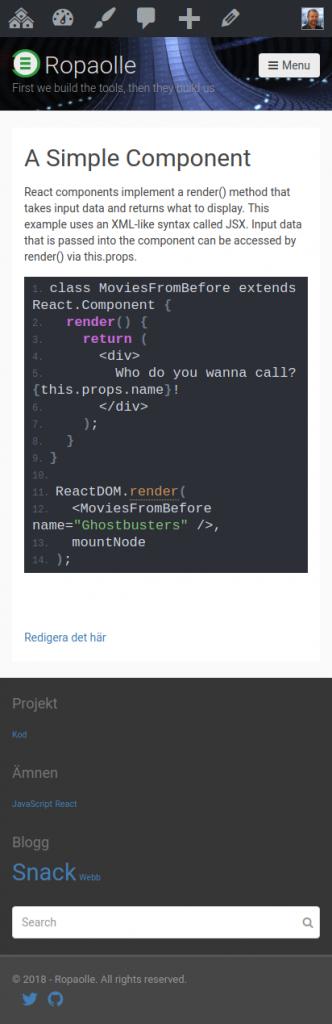 Ropaolle
First we build the tools, then they build us
Menu
A Simple Component
React components implement a render() method that
takes input data and returns what to display. This
example uses an XML-like syntax called JSX. Input data
that is passed into the component can be accessed by
render() via this.props.
1. class MoviesFromBefore extends
React.Component {
2. render() {
3. return (
4. <div>
5. Who do you wanna call?
{this.props.name}!
6. </div>
7. );
8. }
9. }
10.
11. ReactDOM.render(
12. <MoviesFromBefore
name="Ghostbusters" />,
13. mountNode
14. );
Redigera det här
Projekt
Kod
Ämnen
JavaScript React
Blogg
Snack Webb
Search
© 2018 - Ropaolle. All rights reserved.